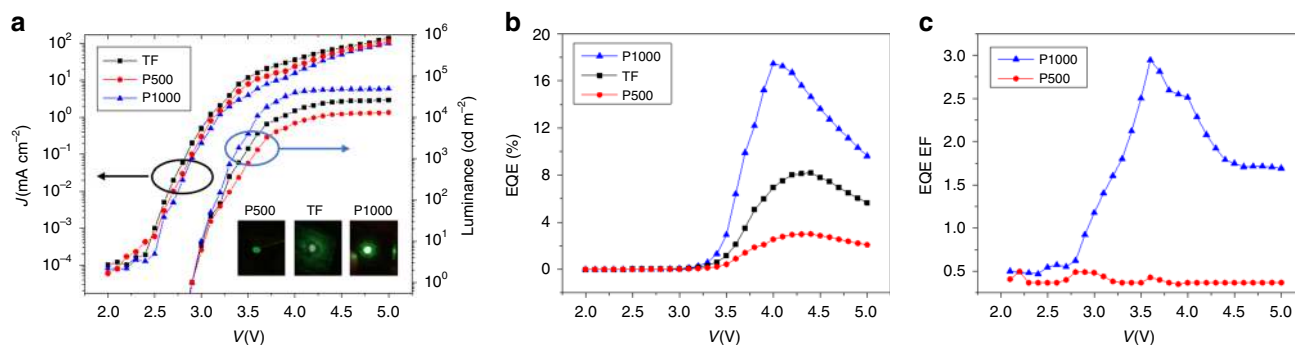 a
J(mA cm⁻²)
10²
10¹
10⁰
10⁻¹
10⁻²
10⁻³
10⁻⁴
TF
P500
P1000
10⁶
10⁵
10⁴
10³
10²
10¹
10⁰
Luminance (cd m⁻²)
P500 TF P1000
2.0 2.5 3.0 3.5 4.0 4.5 5.0
V(V)
b
EQE (%)
20
16
12
8
4
0
P1000
TF
P500
2.0 2.5 3.0 3.5 4.0 4.5 5.0
V(V)
c
EQE EF
3.0
2.5
2.0
1.5
1.0
0.5
P1000
P500
2.0 2.5 3.0 3.5 4.0 4.5 5.0
V(V)